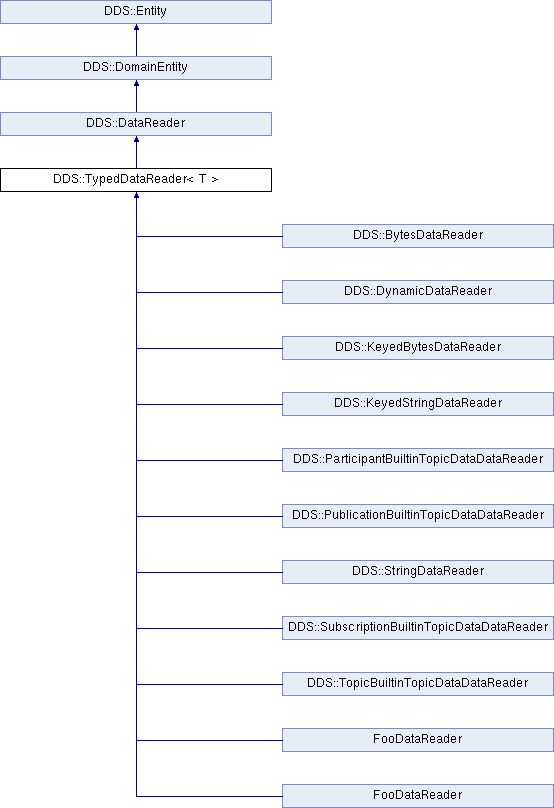 DDS::Entity
DDS::DomainEntity
DDS::DataReader
DDS::TypedDataReader< T >
DDS::BytesDataReader
DDS::DynamicDataReader
DDS::KeyedBytesDataReader
DDS::KeyedStringDataReader
DDS::ParticipantBuiltinTopicDataDataReader
DDS::PublicationBuiltinTopicDataDataReader
DDS::StringDataReader
DDS::SubscriptionBuiltinTopicDataDataReader
DDS::TopicBuiltinTopicDataDataReader
FooDataReader
FooDataReader